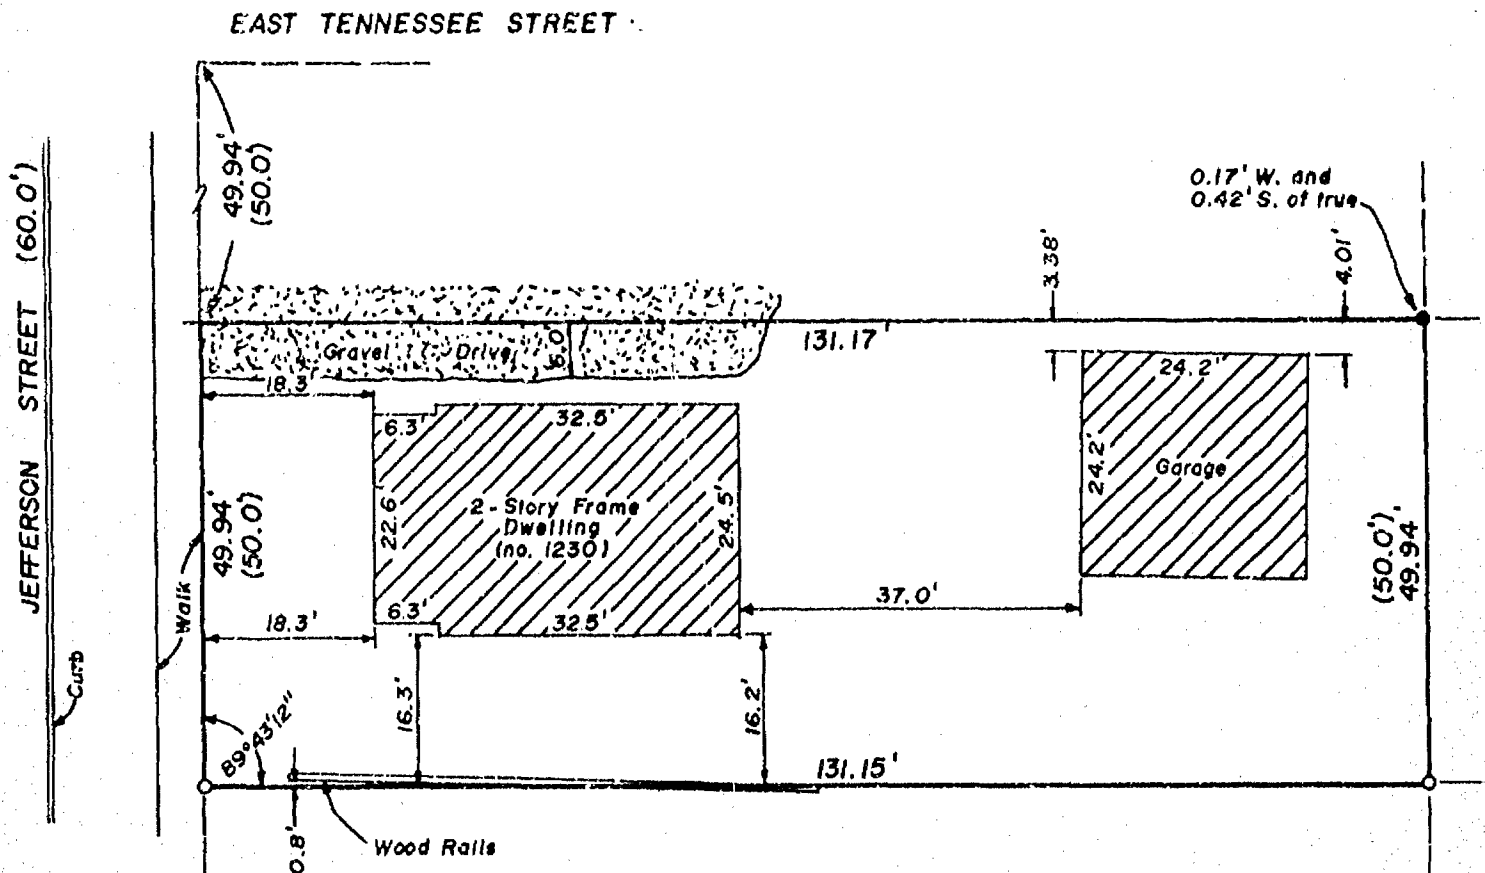 EAST TENNESSEE STREET
49.94'
(50.0')
JEFFERSON STREET (60.0')
0.17' W. and
0.42' S. of true
3.38'
4.01'
131.17'
Gravel Drive
6.0'
18.3'
6.3'
32.5'
24.2'
24.2'
Garage
22.6'
2-Story Frame
Dwelling
(no. 1230)
24.5'
49.94'
(50.0')
(50.0')
49.94'
37.0'
6.3'
32.5'
18.3'
Walk
Curb
16.3'
16.2'
89°43'12"
131.15'
0.8'
Wood Rails